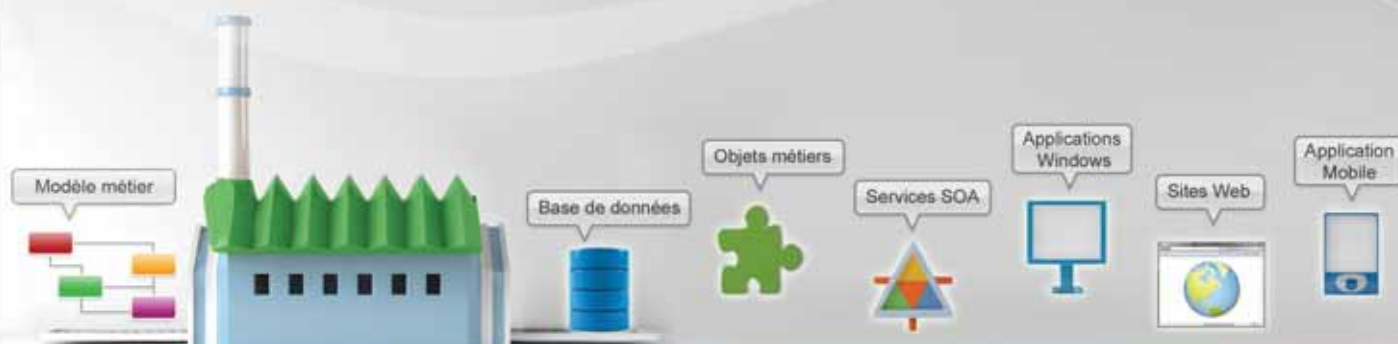 Modèle métier
Base de données
Objets métiers
Services SOA
Applications
Windows
Sites Web
Application
Mobile